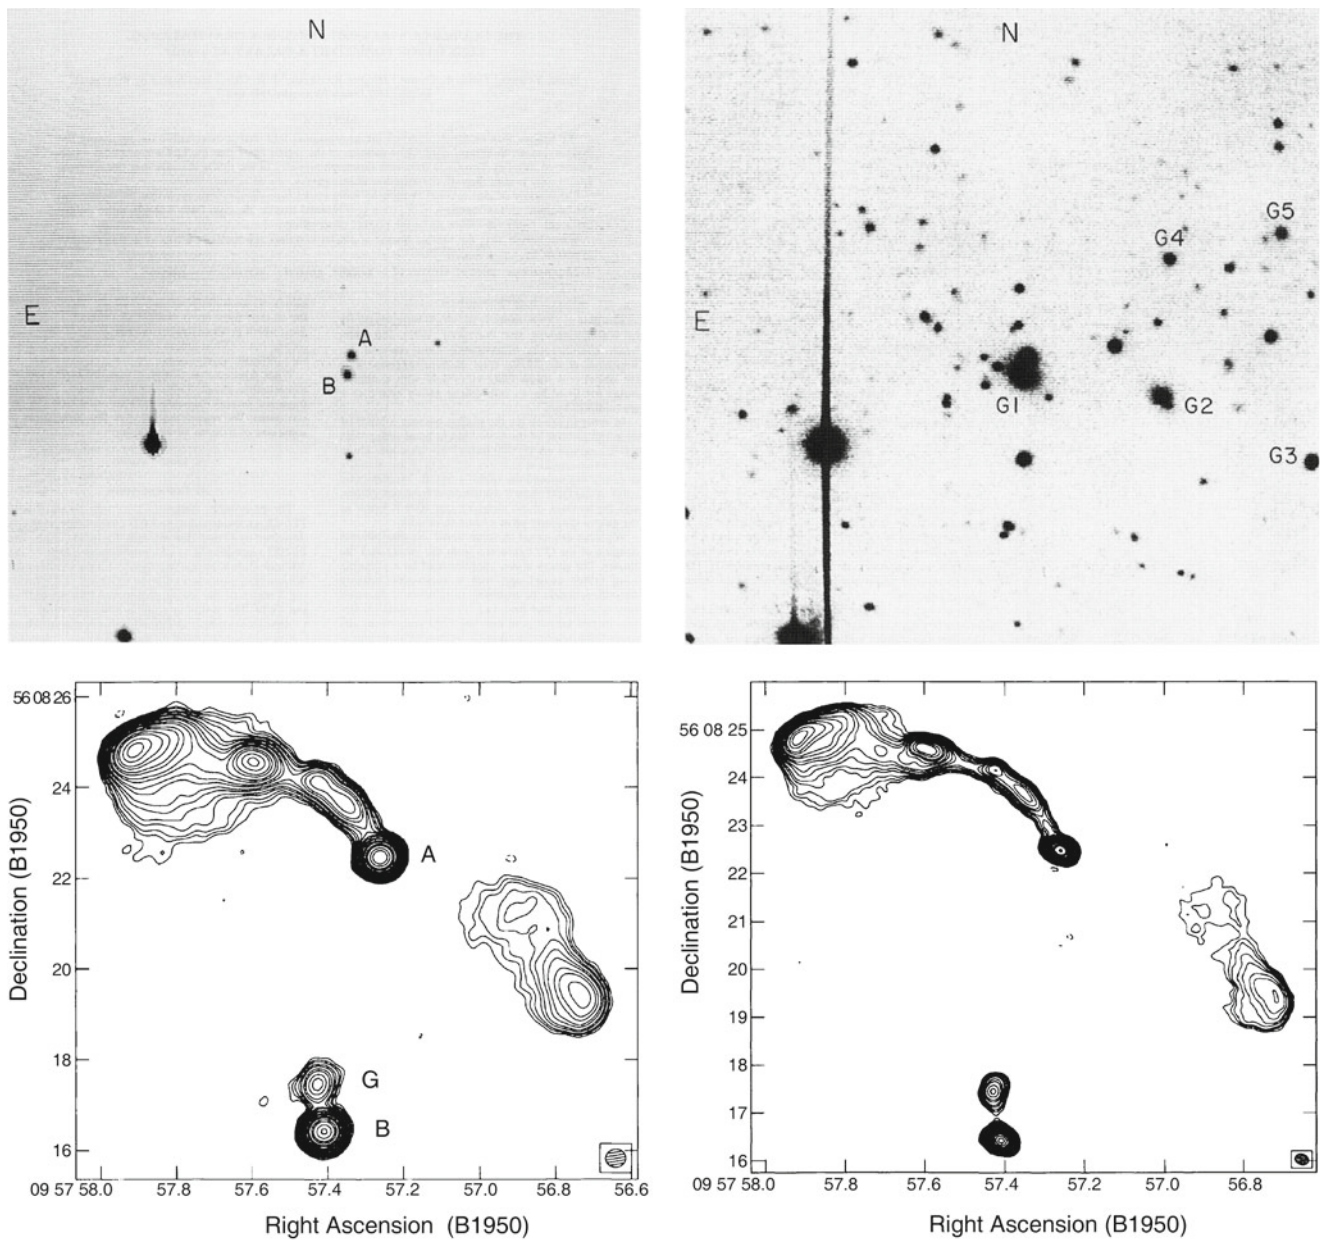 N
E
A
B
N
E
G5
G4
G1
G2
G3
56 08 26
24
22
20
18
16
Declination (B1950)
A
G
B
09 57 58.0 57.8 57.6 57.4 57.2 57.0 56.8 56.6
Right Ascension (B1950)
56 08 25
24
23
22
21
20
19
18
17
16
Declination (B1950)
09 57 58.0 57.8 57.6 57.4 57.2 57.0 56.8
Right Ascension (B1950)